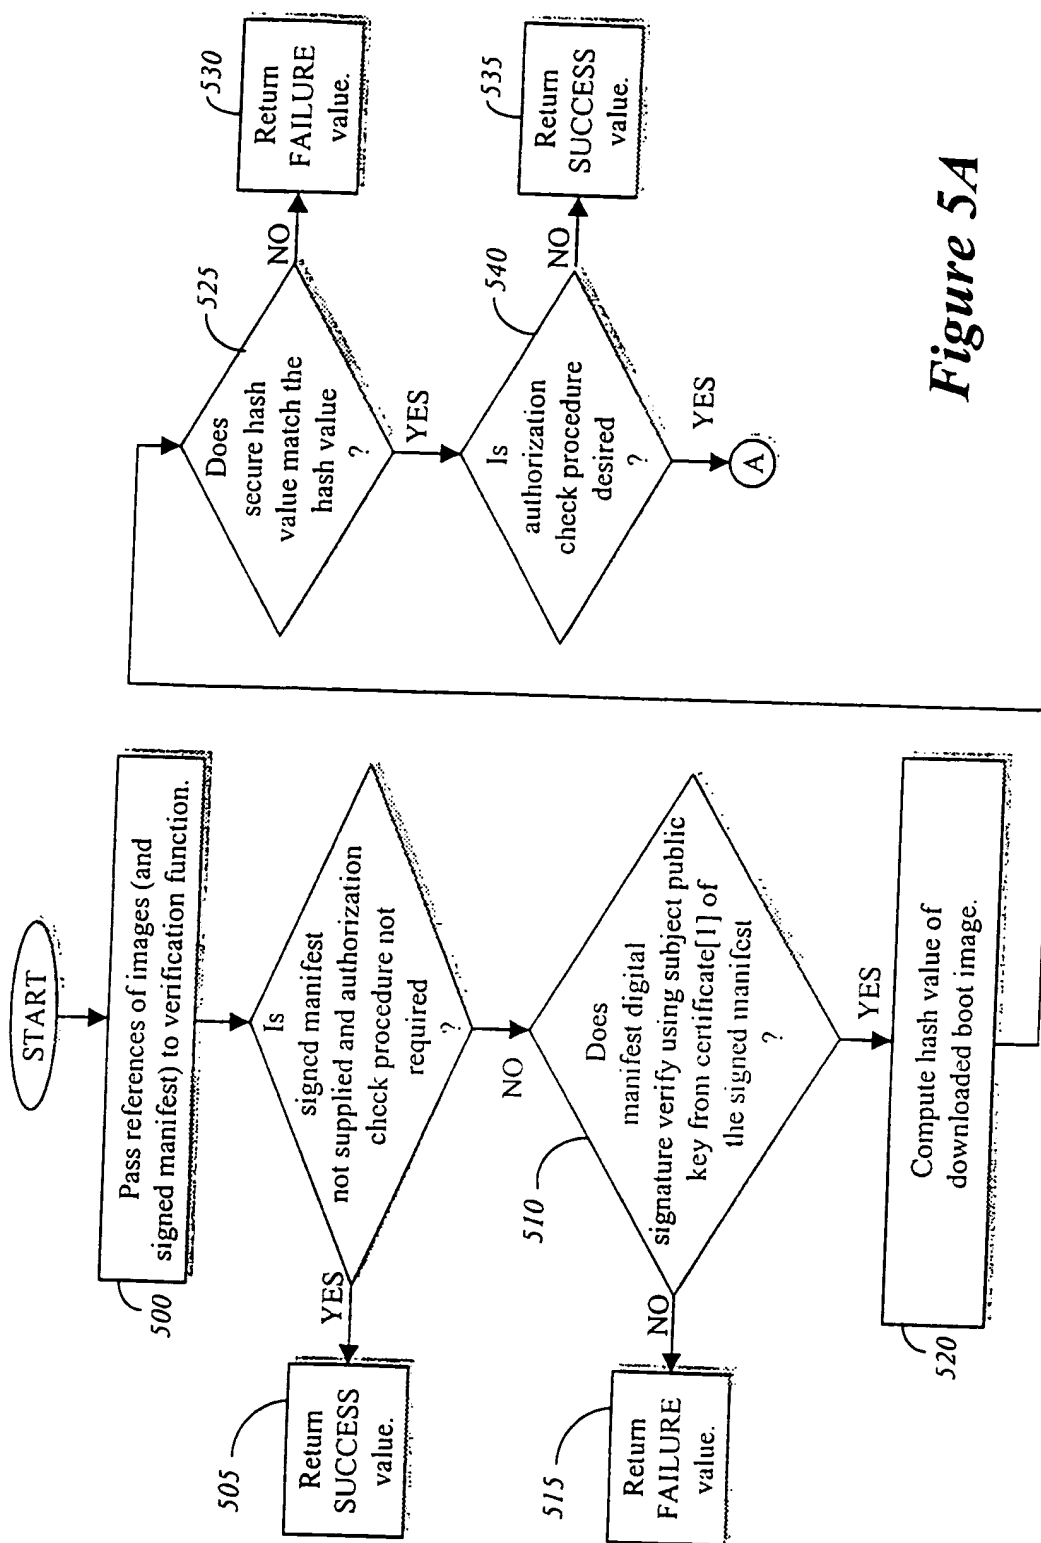 START
Pass references of images (and
signed manifest) to verification function.
500
Is
signed manifest
not supplied and authorization
check procedure not
required
?
YES
505
Return
SUCCESS
value.
NO
510
Does
manifest digital
signature verify using subject public
key from certificate[1] of
the signed manifest
?
NO
515
Return
FAILURE
value.
YES
520
Compute hash value of
downloaded boot image.
525
Does
secure hash
value match the
hash value
?
NO
530
Return
FAILURE
value.
YES
540
Is
authorization
check procedure
desired
?
NO
535
Return
SUCCESS
value.
YES
A
Figure 5A